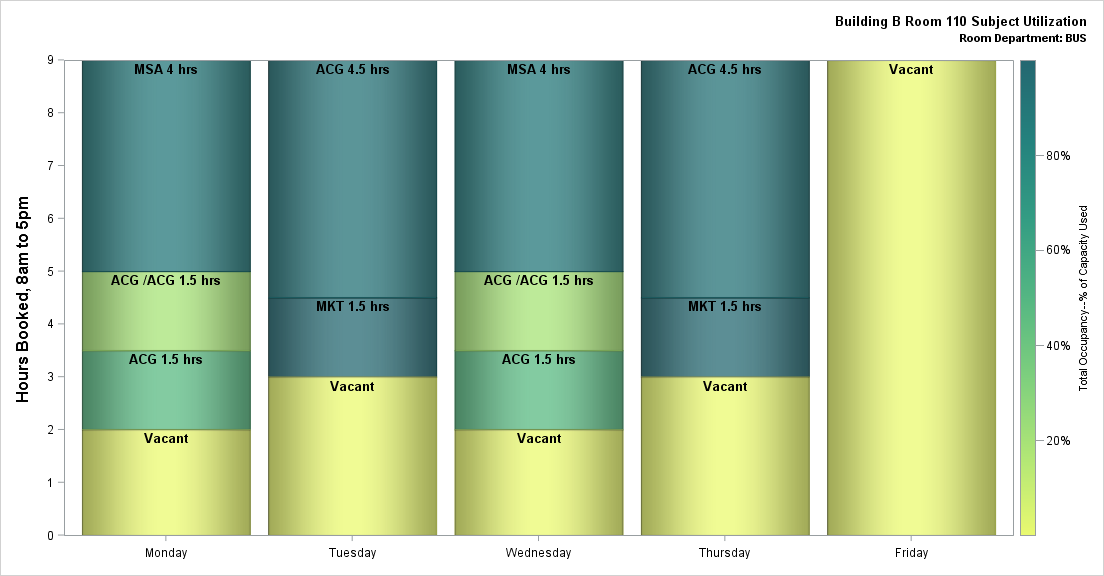 Building B Room 110 Subject Utilization
Room Department: BUS
Hours Booked, 8am to 5pm
9
8
7
6
5
4
3
2
1
0
MSA 4 hrs
ACG /ACG 1.5 hrs
ACG 1.5 hrs
Vacant
ACG 4.5 hrs
MKT 1.5 hrs
Vacant
MSA 4 hrs
ACG /ACG 1.5 hrs
ACG 1.5 hrs
Vacant
ACG 4.5 hrs
MKT 1.5 hrs
Vacant
Vacant
Monday
Tuesday
Wednesday
Thursday
Friday
80%
60%
40%
20%
Total Occupancy--% of Capacity Used